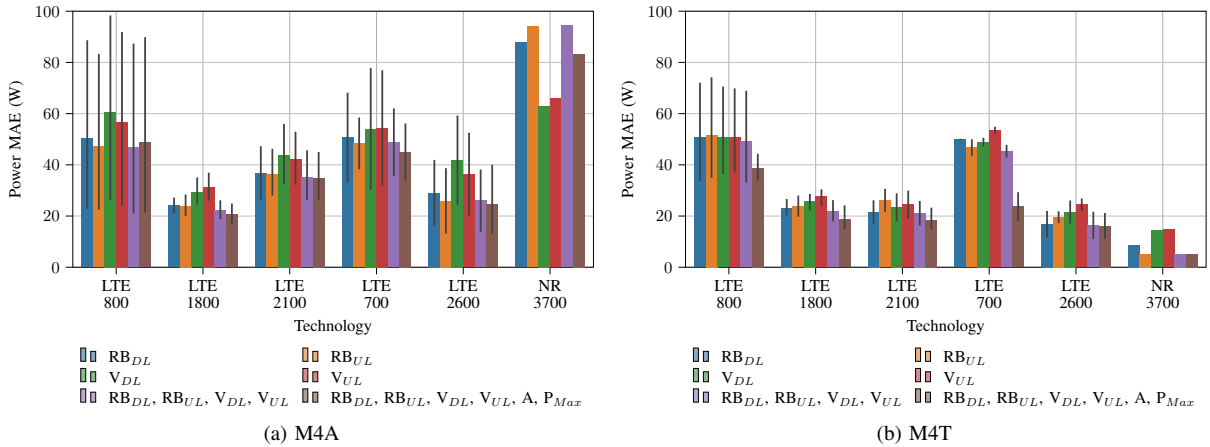 100
80
60
40
20
0
Power MAE (W)
LTE 800
LTE 1800
LTE 2100
LTE 700
LTE 2600
NR 3700
Technology
RB_DL
RB_UL
V_DL
V_UL
RB_DL, RB_UL, V_DL, V_UL
RB_DL, RB_UL, V_DL, V_UL, A, P_Max
(a) M4A
100
80
60
40
20
0
Power MAE (W)
LTE 800
LTE 1800
LTE 2100
LTE 700
LTE 2600
NR 3700
Technology
RB_DL
RB_UL
V_DL
V_UL
RB_DL, RB_UL, V_DL, V_UL
RB_DL, RB_UL, V_DL, V_UL, A, P_Max
(b) M4T